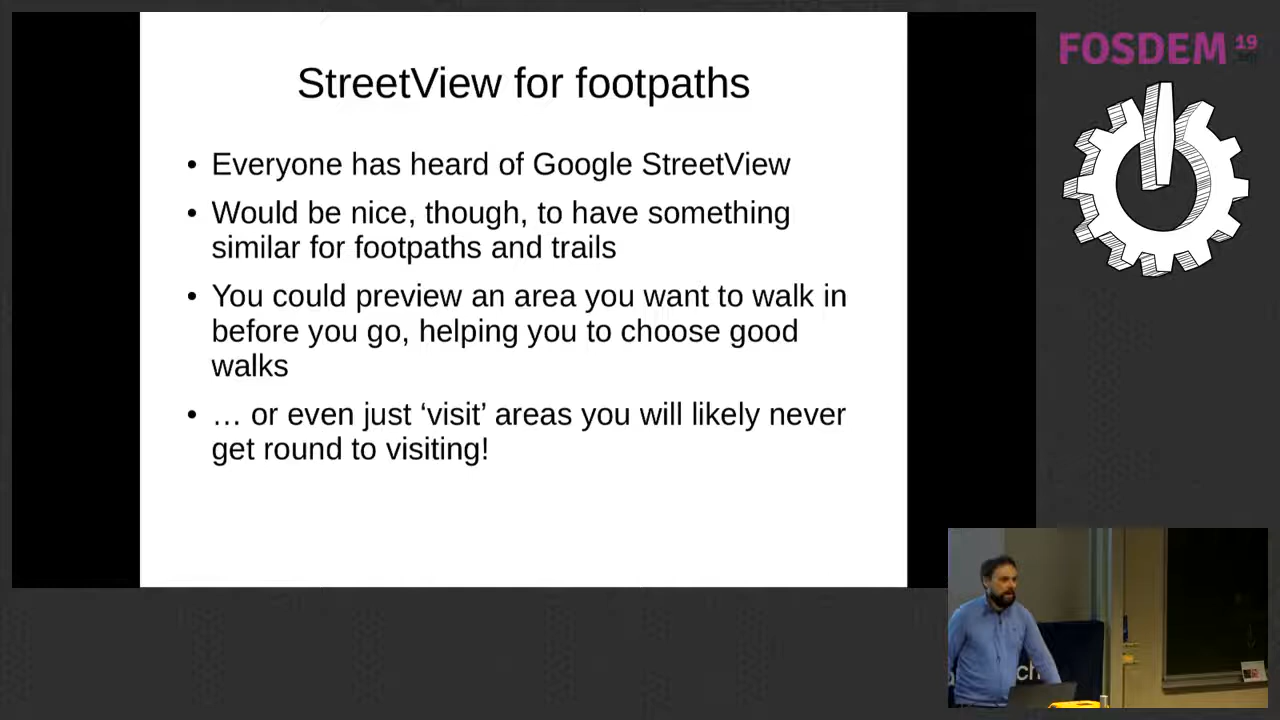 StreetView for footpaths
• Everyone has heard of Google StreetView
• Would be nice, though, to have something
similar for footpaths and trails
• You could preview an area you want to walk in
before you go, helping you to choose good
walks
• … or even just ‘visit’ areas you will likely never
get round to visiting!
FOSDEM 19